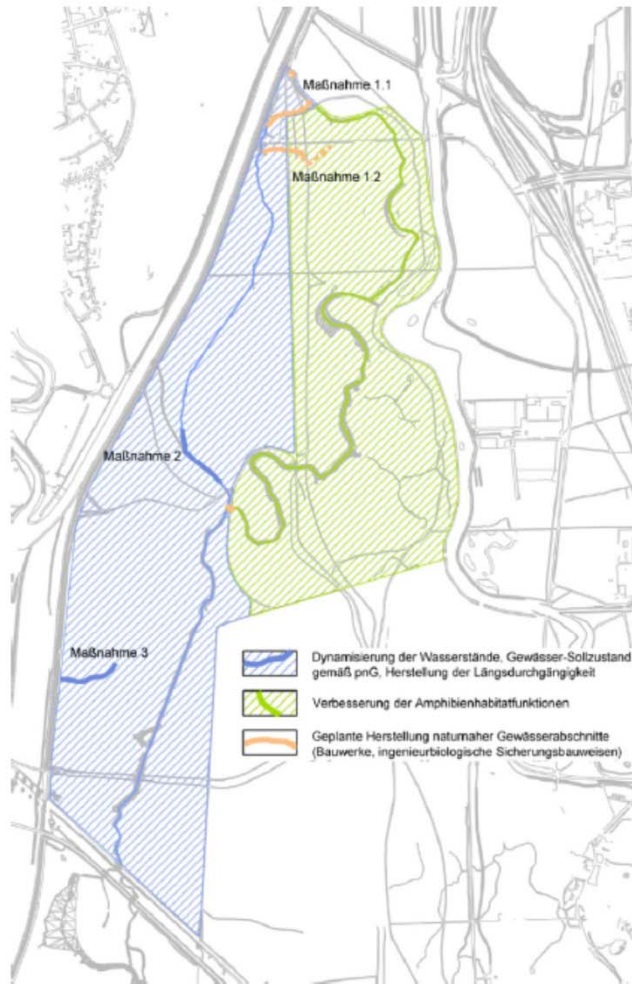 Maßnahme 1.1
Maßnahme 1.2
Maßnahme 2
Maßnahme 3
Dynamisierung der Wasserstände, Gewässer-Sollzustand
gemäß pnG, Herstellung der Längsdurchgängigkeit
Verbesserung der Amphibienhabitatfunktionen
Geplante Herstellung naturnaher Gewässerabschnitte
(Bauwerke, ingenieurbiologische Sicherungsbauweisen)